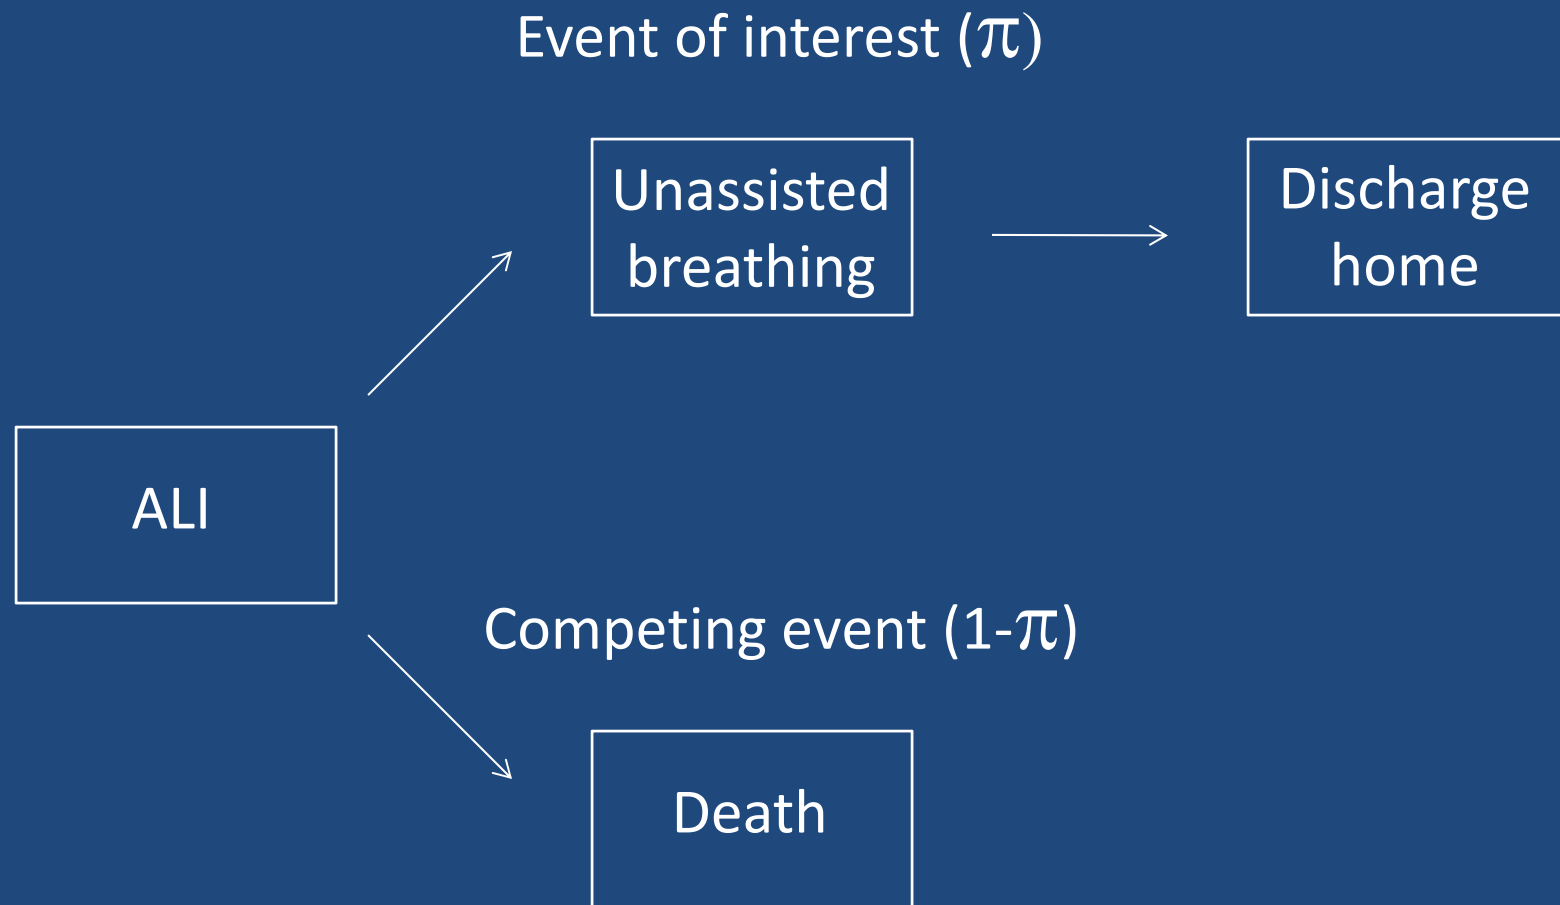 Event of interest (π)
Unassisted
breathing
Discharge
home
ALI
Competing event (1-π)
Death